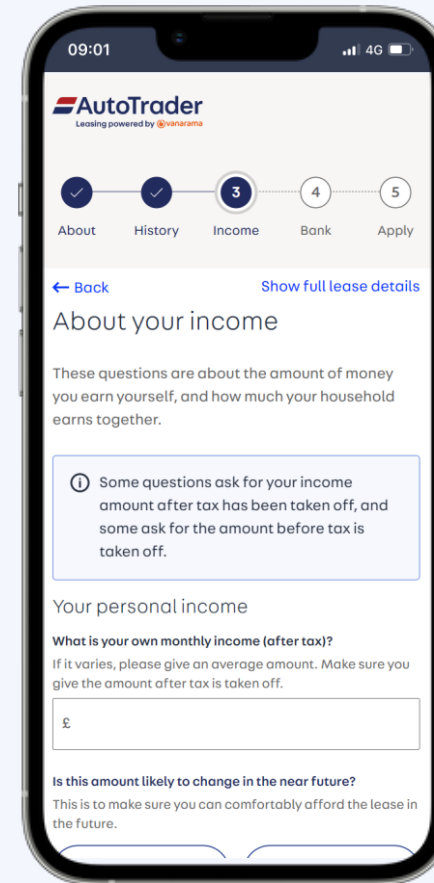 09:01
4G
AutoTrader
Leasing powered by vanarama
3
4
5
About
History
Income
Bank
Apply
← Back
Show full lease details
About your income
These questions are about the amount of money
you earn yourself, and how much your household
earns together.
Some questions ask for your income
amount after tax has been taken off, and
some ask for the amount before tax is
taken off.
Your personal income
What is your own monthly income (after tax)?
If it varies, please give an average amount. Make sure you
give the amount after tax is taken off.
£
Is this amount likely to change in the near future?
This is to make sure you can comfortably afford the lease in
the future.